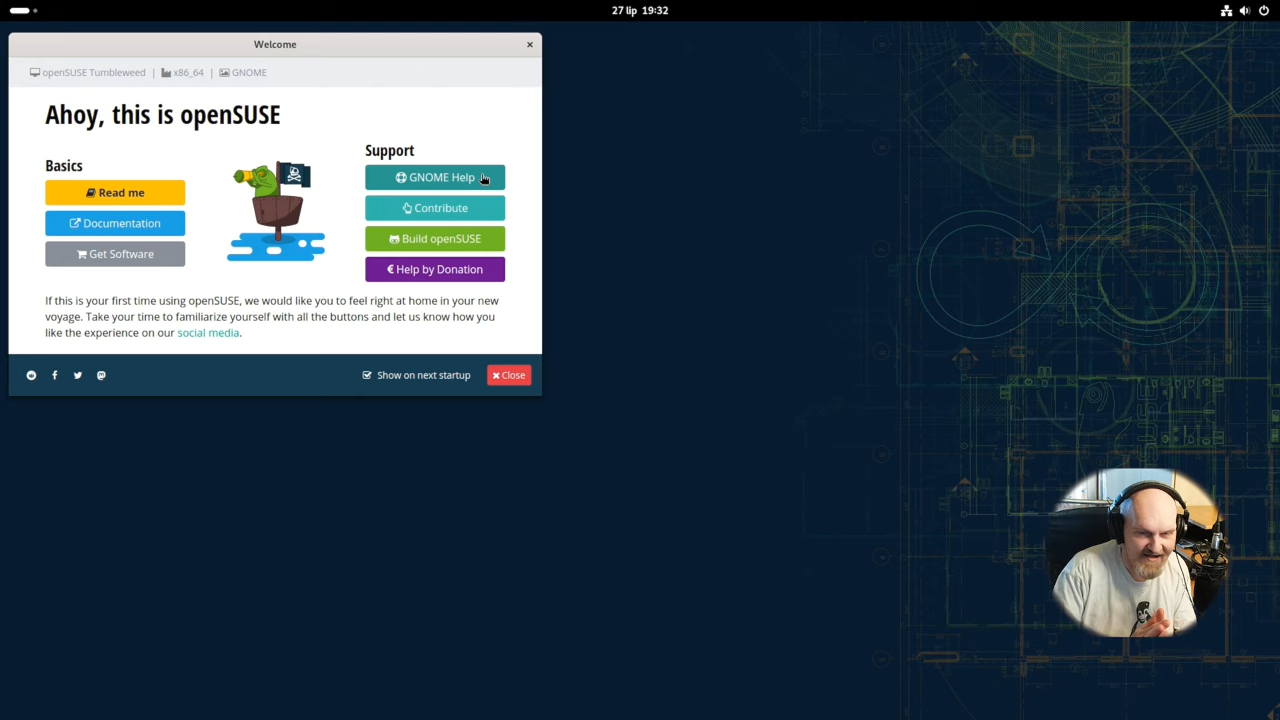 27 lip 19:32
Welcome
openSUSE Tumbleweed | x86_64 | GNOME
Ahoy, this is openSUSE
Basics
Read me
Documentation
Get Software
Support
GNOME Help
Contribute
Build openSUSE
Help by Donation
If this is your first time using openSUSE, we would like you to feel right at home in your new
voyage. Take your time to familiarize yourself with all the buttons and let us know how you
like the experience on our social media.
Show on next startup
Close
SUSE